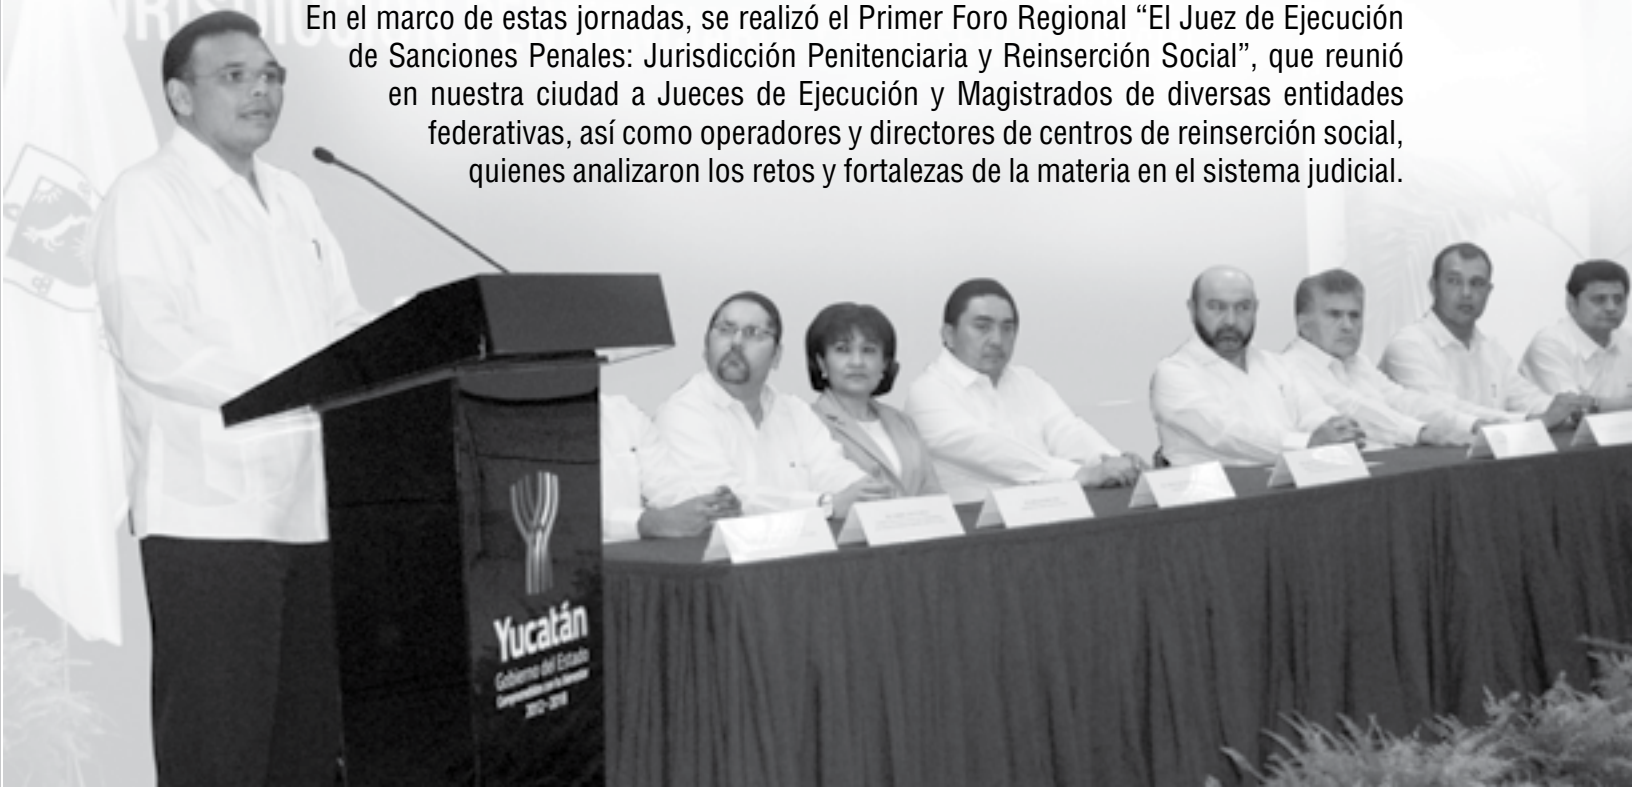 En el marco de estas jornadas, se realizó el Primer Foro Regional “El Juez de Ejecución
de Sanciones Penales: Jurisdicción Penitenciaria y Reinserción Social”, que reunió
en nuestra ciudad a Jueces de Ejecución y Magistrados de diversas entidades
federativas, así como operadores y directores de centros de reinserción social,
quienes analizaron los retos y fortalezas de la materia en el sistema judicial.
Yucatán
Gobierno del Estado
2012-2018